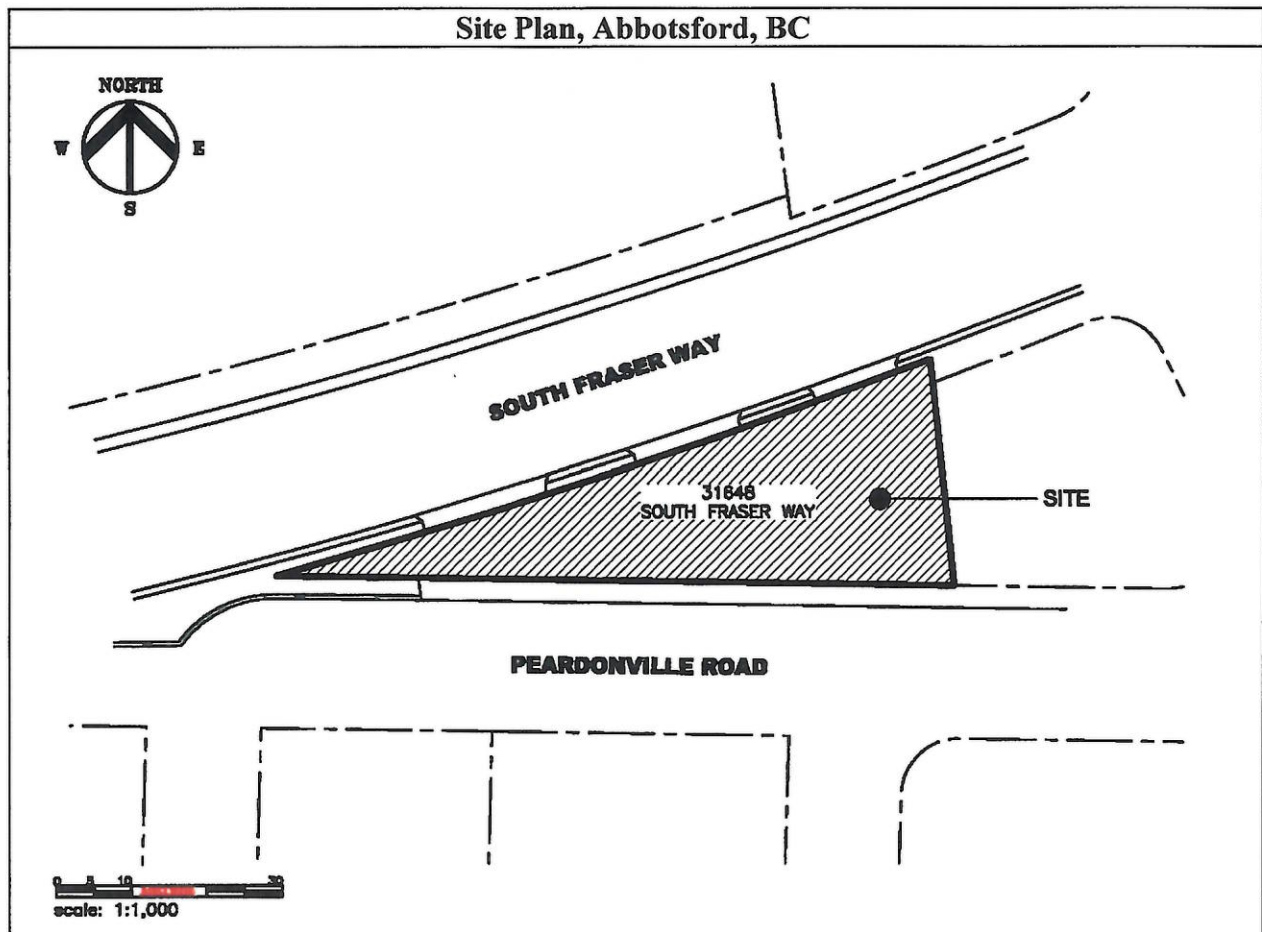 Site Plan, Abbotsford, BC
NORTH
W E
S
SOUTH FRASER WAY
31648
SOUTH FRASER WAY
SITE
PEARDONVILLE ROAD
0 5 10 30
scale: 1:1,000